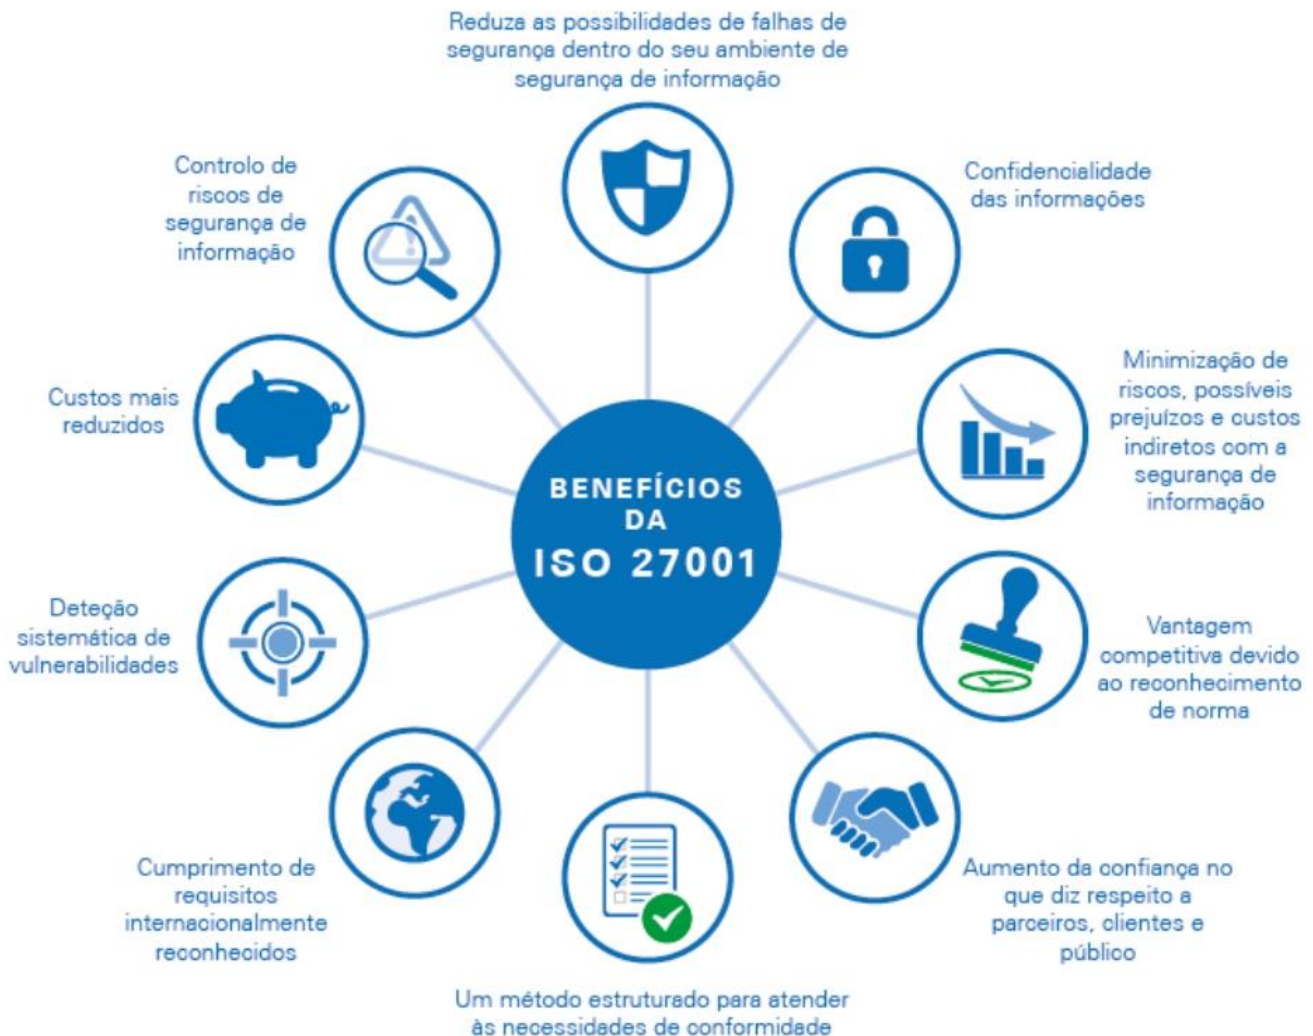 Reduza as possibilidades de falhas de
segurança dentro do seu ambiente de
segurança de informação
Confidencialidade
das informações
Minimização de
riscos, possíveis
prejuízos e custos
indiretos com a
segurança de
informação
Vantagem
competitiva devido
ao reconhecimento
de norma
Aumento da confiança no
que diz respeito a
parceiros, clientes e
público
Um método estruturado para atender
às necessidades de conformidade
Cumprimento de
requisitos
internacionalmente
reconhecidos
Deteção
sistemática de
vulnerabilidades
Custos mais
reduzidos
Controlo de
riscos de
segurança de
informação
BENEFÍCIOS
DA
ISO 27001